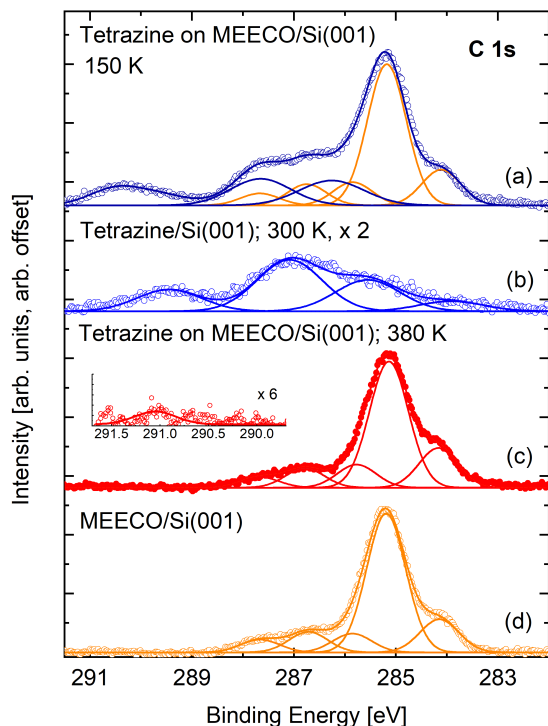 Tetrazine on MEECO/Si(001)
150 K
C 1s
(a)
Tetrazine/Si(001); 300 K, x 2
(b)
Tetrazine on MEECO/Si(001); 380 K
x 6
291.5 291.0 290.5 290.0
(c)
MEECO/Si(001)
(d)
291 289 287 285 283
Binding Energy [eV]
Intensity [arb. units, arb. offset]